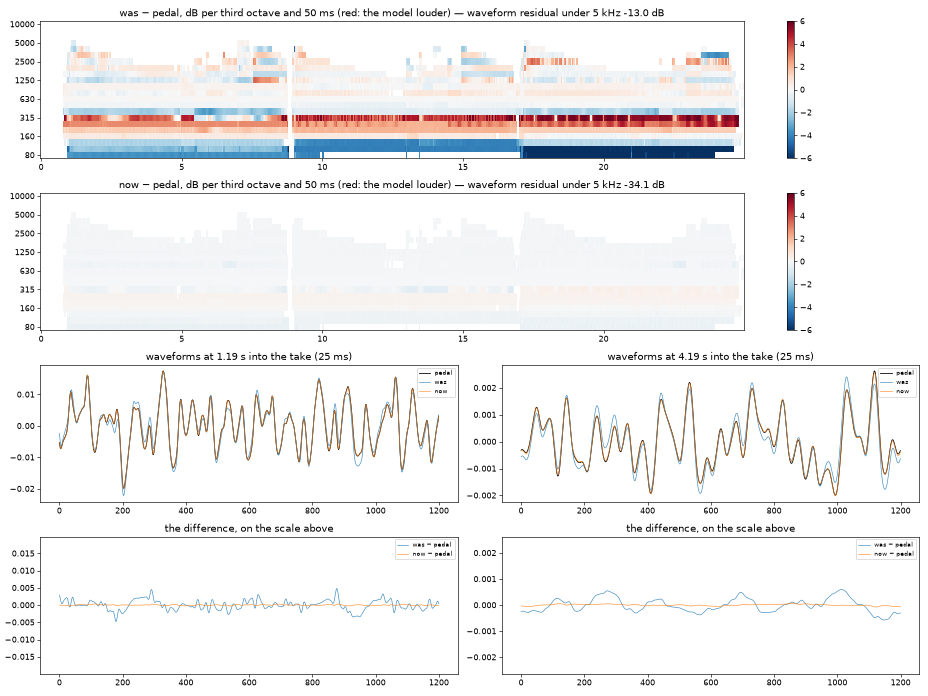 was − pedal, dB per third octave and 50 ms (red: the model louder) — waveform residual under 5 kHz -13.0 dB
10000
5000
2500
1250
630
315
160
80
0 5 10 15 20
6
4
2
0
−2
−4
−6
now − pedal, dB per third octave and 50 ms (red: the model louder) — waveform residual under 5 kHz -34.1 dB
10000
5000
2500
1250
630
315
160
80
0 5 10 15 20
6
4
2
0
−2
−4
−6
waveforms at 1.19 s into the take (25 ms)
pedal
was
now
0.01
0.00
−0.01
−0.02
0 200 400 600 800 1000 1200
waveforms at 4.19 s into the take (25 ms)
pedal
was
now
0.002
0.001
0.000
−0.001
−0.002
0 200 400 600 800 1000 1200
the difference, on the scale above
was − pedal
now − pedal
0.015
0.010
0.005
0.000
−0.005
−0.010
−0.015
0 200 400 600 800 1000 1200
the difference, on the scale above
was − pedal
now − pedal
0.002
0.001
0.000
−0.001
−0.002
0 200 400 600 800 1000 1200